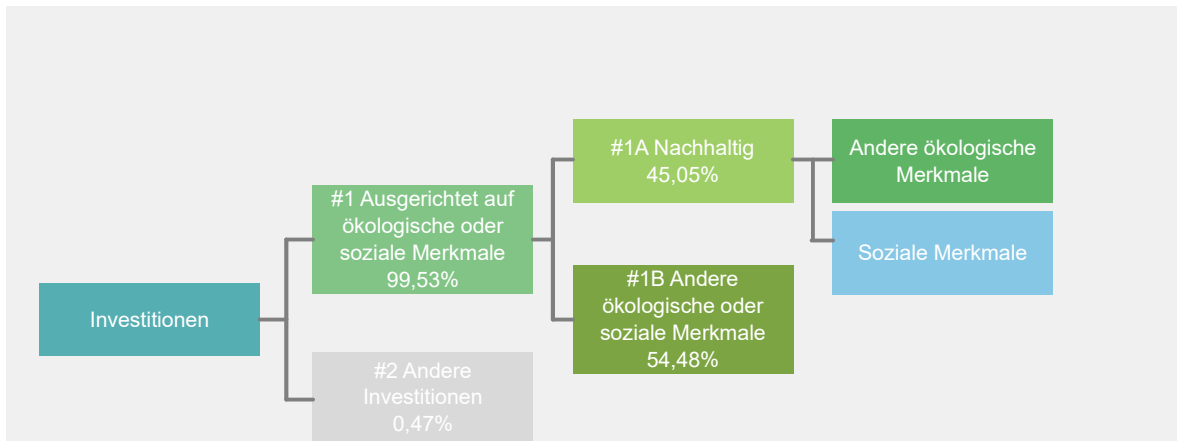 Investitionen
#1 Ausgerichtet auf
ökologische oder
soziale Merkmale
99,53%
#2 Andere
Investitionen
0,47%
#1A Nachhaltig
45,05%
#1B Andere
ökologische oder
soziale Merkmale
54,48%
Andere ökologische
Merkmale
Soziale Merkmale